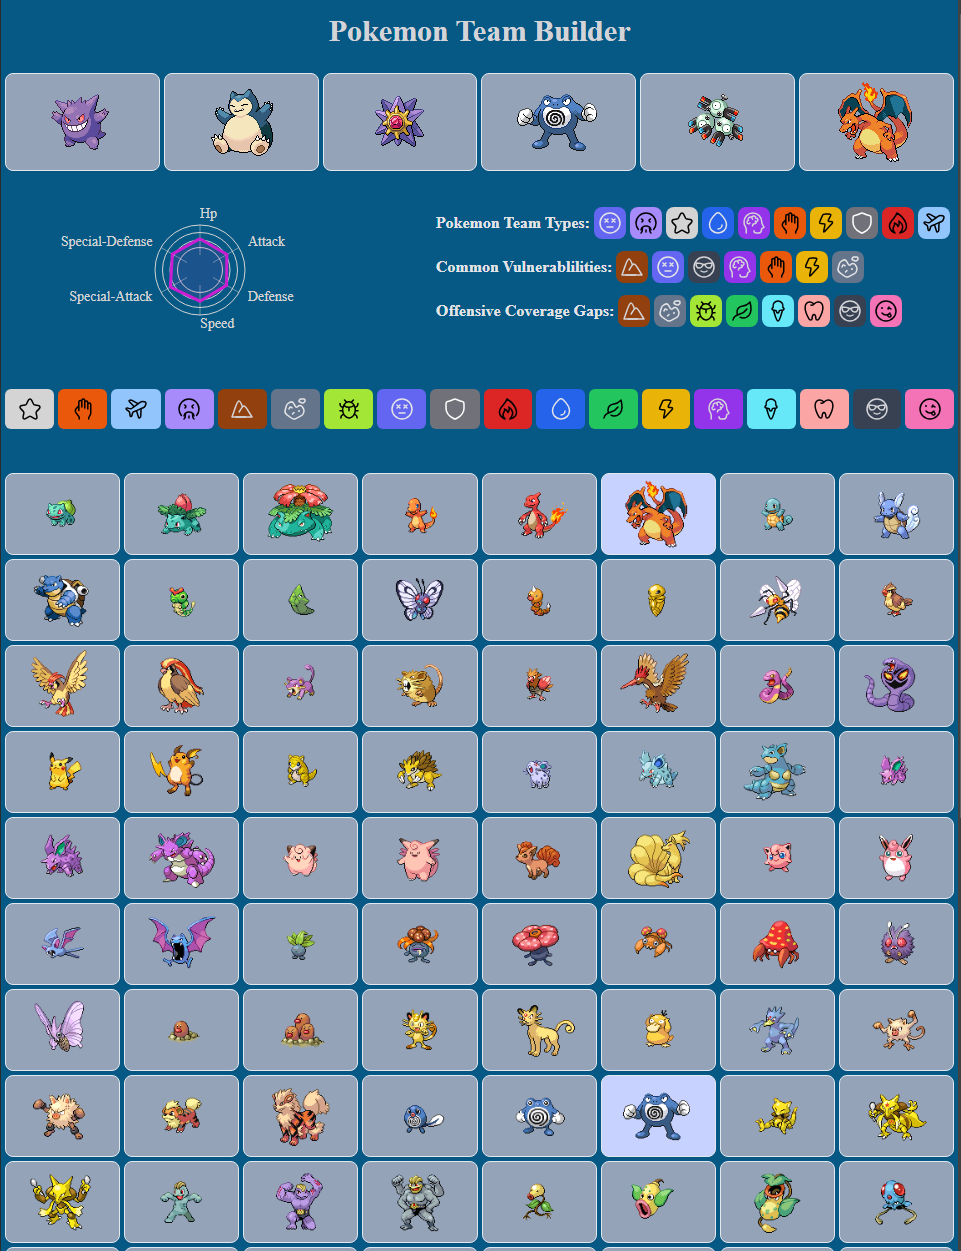 Pokemon Team Builder
Hp
Special-Defense
Attack
Special-Attack
Defense
Speed
Pokemon Team Types:
Common Vulnerablilities:
Offensive Coverage Gaps: